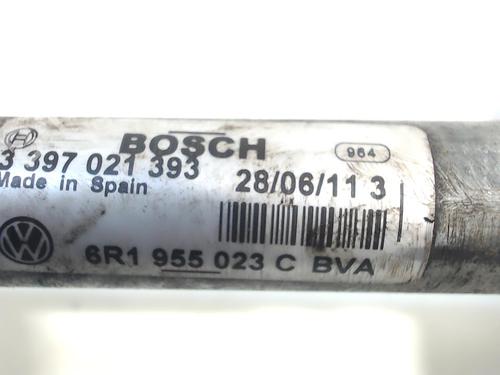 BOSCH
964
3 397 021 393
Made in Spain
28/06/11 3
6R1 955 023 C BVA